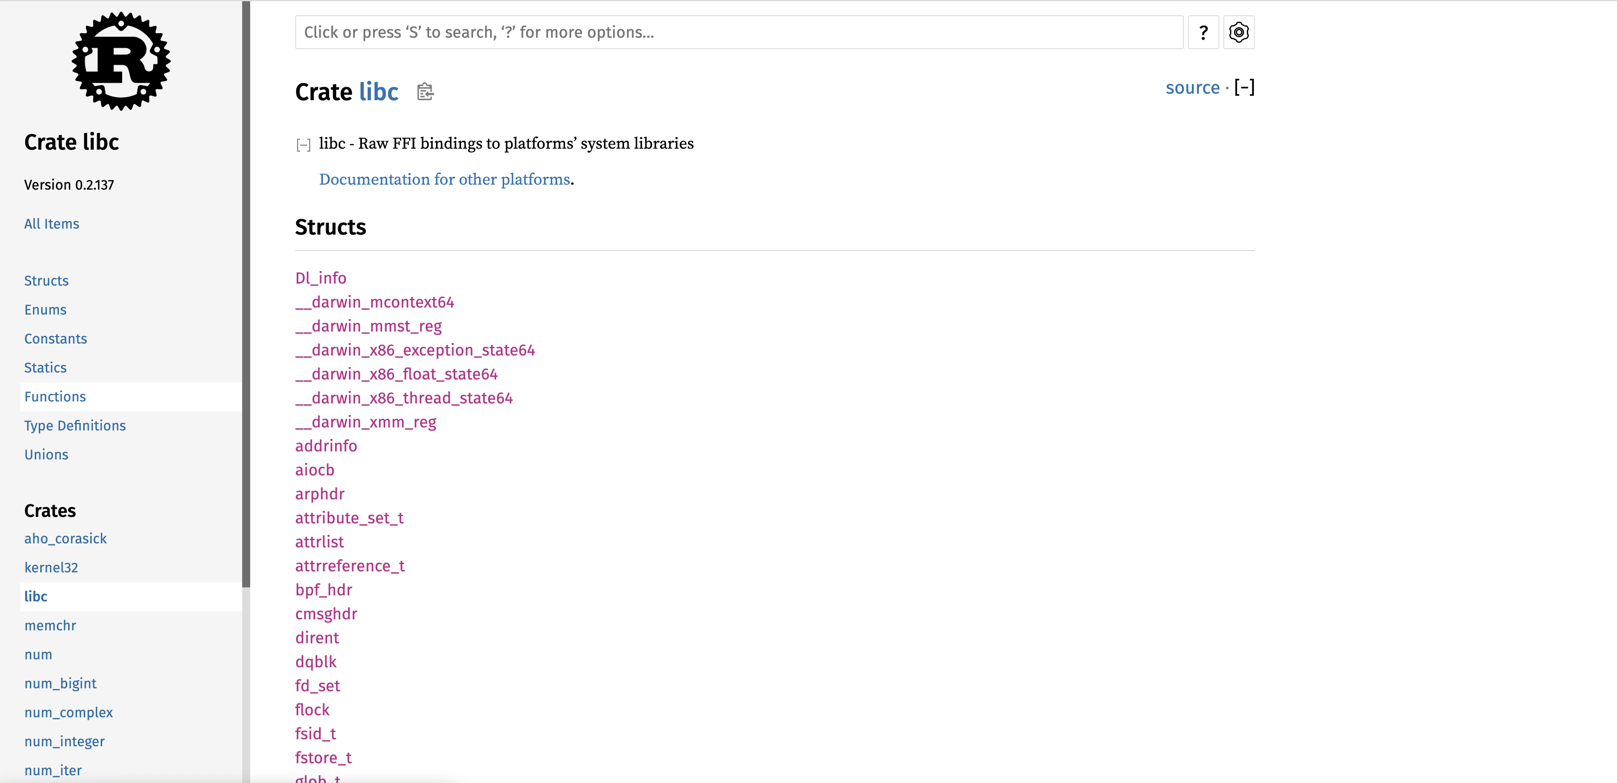 R
Crate libc
Version 0.2.137
All Items
Structs
Enums
Constants
Statics
Functions
Type Definitions
Unions
Crates
aho_corasick
kernel32
libc
memchr
num
num_bigint
num_complex
num_integer
num_iter
Click or press ‘S’ to search, ‘?’ for more options…
?
Crate libc
source · [-]
[-] libc - Raw FFI bindings to platforms’ system libraries
Documentation for other platforms.
Structs
Dl_info
__darwin_mcontext64
__darwin_mmst_reg
__darwin_x86_exception_state64
__darwin_x86_float_state64
__darwin_x86_thread_state64
__darwin_xmm_reg
addrinfo
aiocb
arphdr
attribute_set_t
attrlist
attrreference_t
bpf_hdr
cmsghdr
dirent
dqblk
fd_set
flock
fsid_t
fstore_t
glob_t